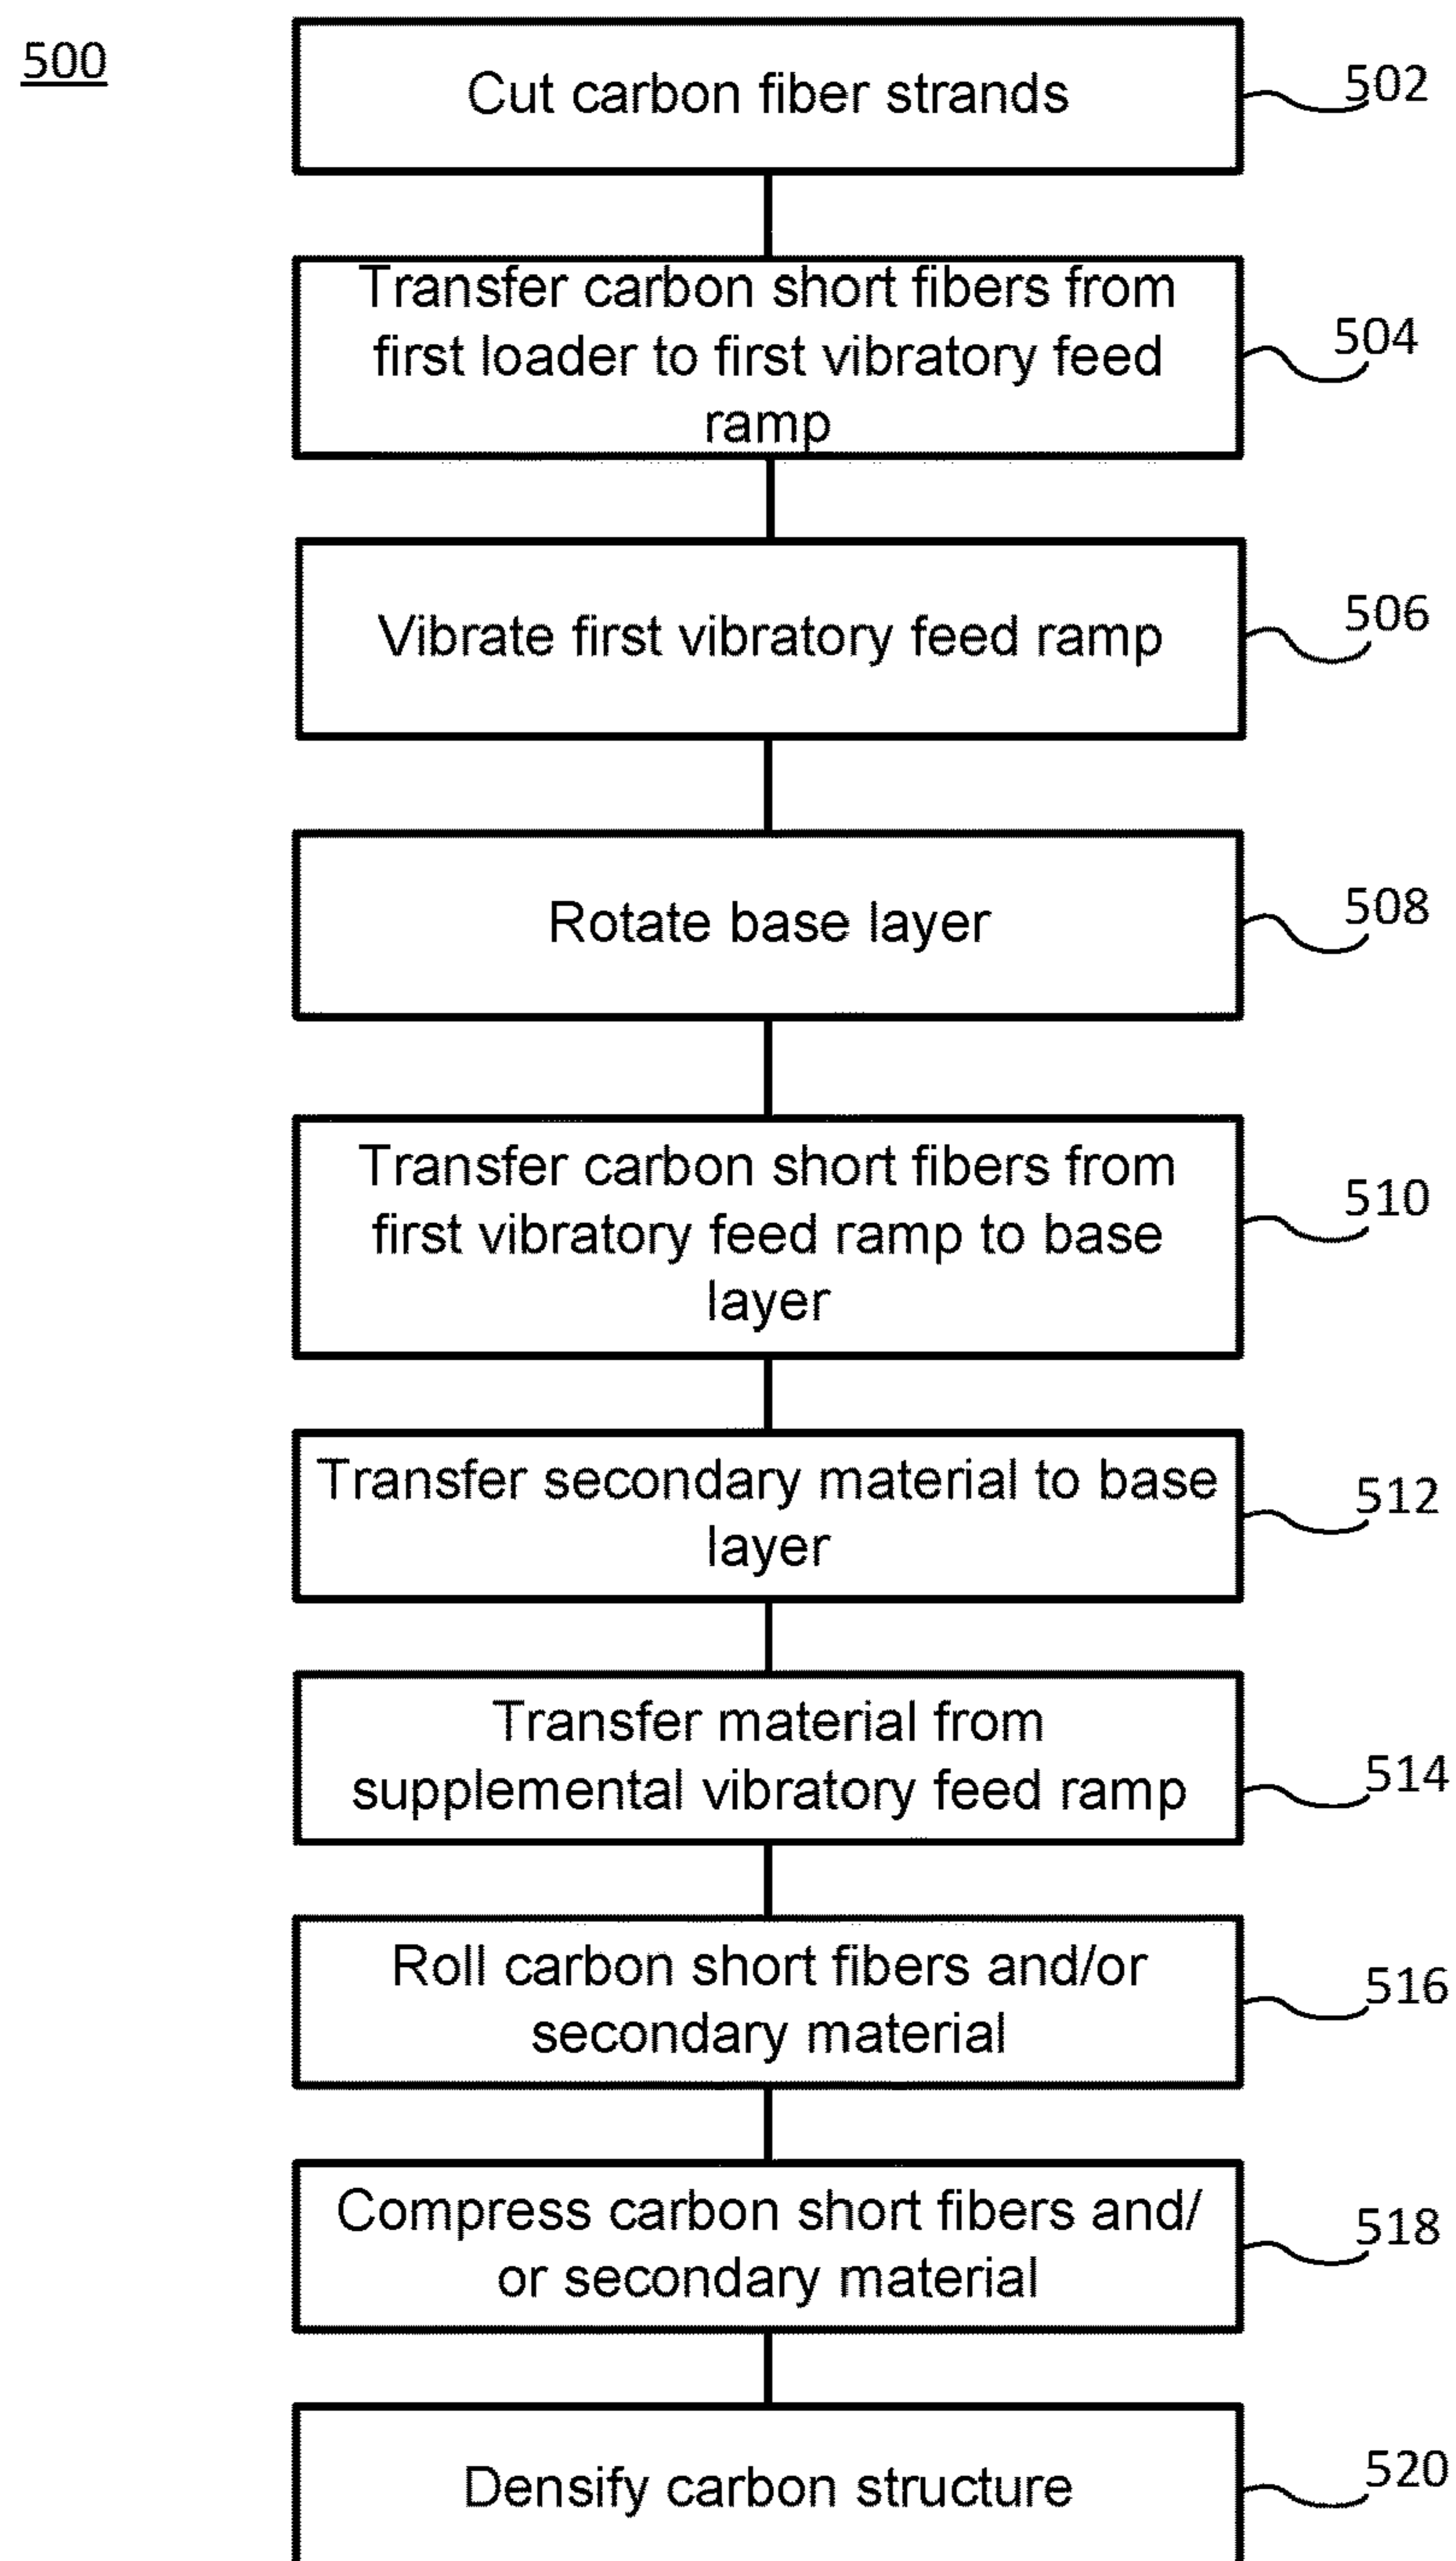 500
Cut carbon fiber strands
502
Transfer carbon short fibers from
first loader to first vibratory feed
ramp
504
Vibrate first vibratory feed ramp
506
Rotate base layer
508
Transfer carbon short fibers from
first vibratory feed ramp to base
layer
510
Transfer secondary material to base
layer
512
Transfer material from
supplemental vibratory feed ramp
514
Roll carbon short fibers and/or
secondary material
516
Compress carbon short fibers and/
or secondary material
518
Densify carbon structure
520